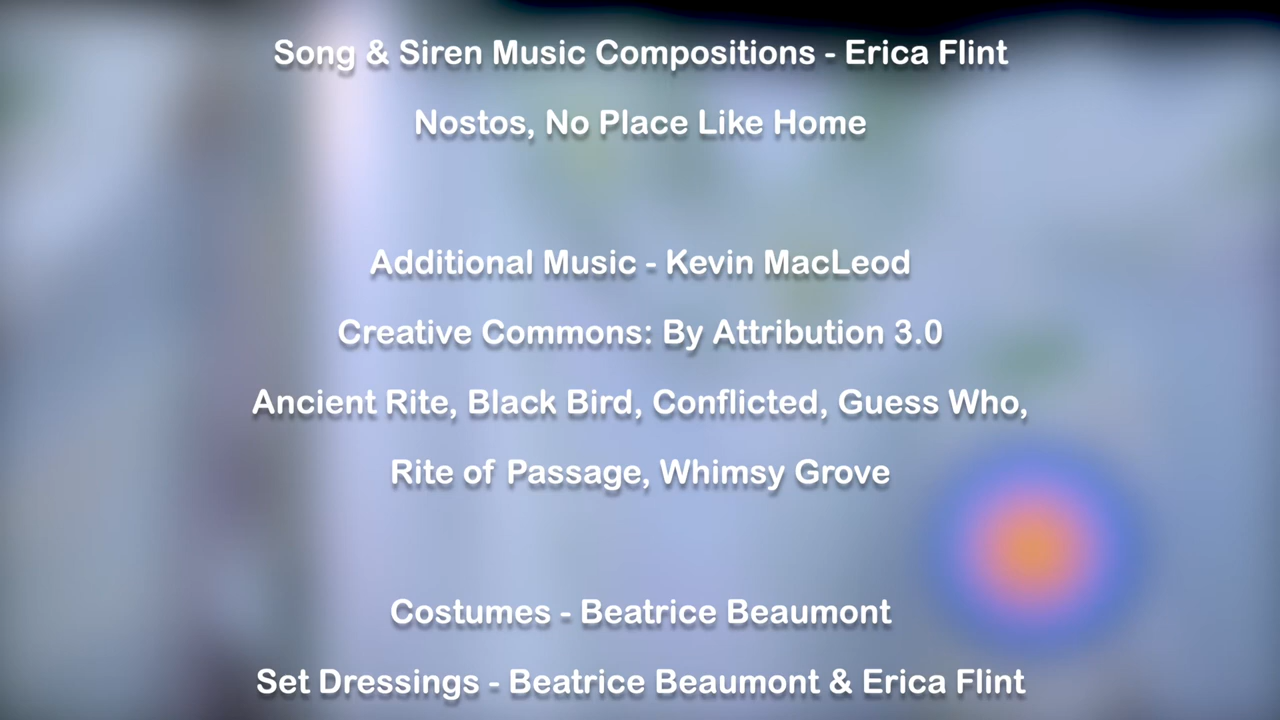 Song & Siren Music Compositions - Erica Flint
Nostos, No Place Like Home
Additional Music - Kevin MacLeod
Creative Commons: By Attribution 3.0
Ancient Rite, Black Bird, Conflicted, Guess Who,
Rite of Passage, Whimsy Grove
Costumes - Beatrice Beaumont
Set Dressings - Beatrice Beaumont & Erica Flint